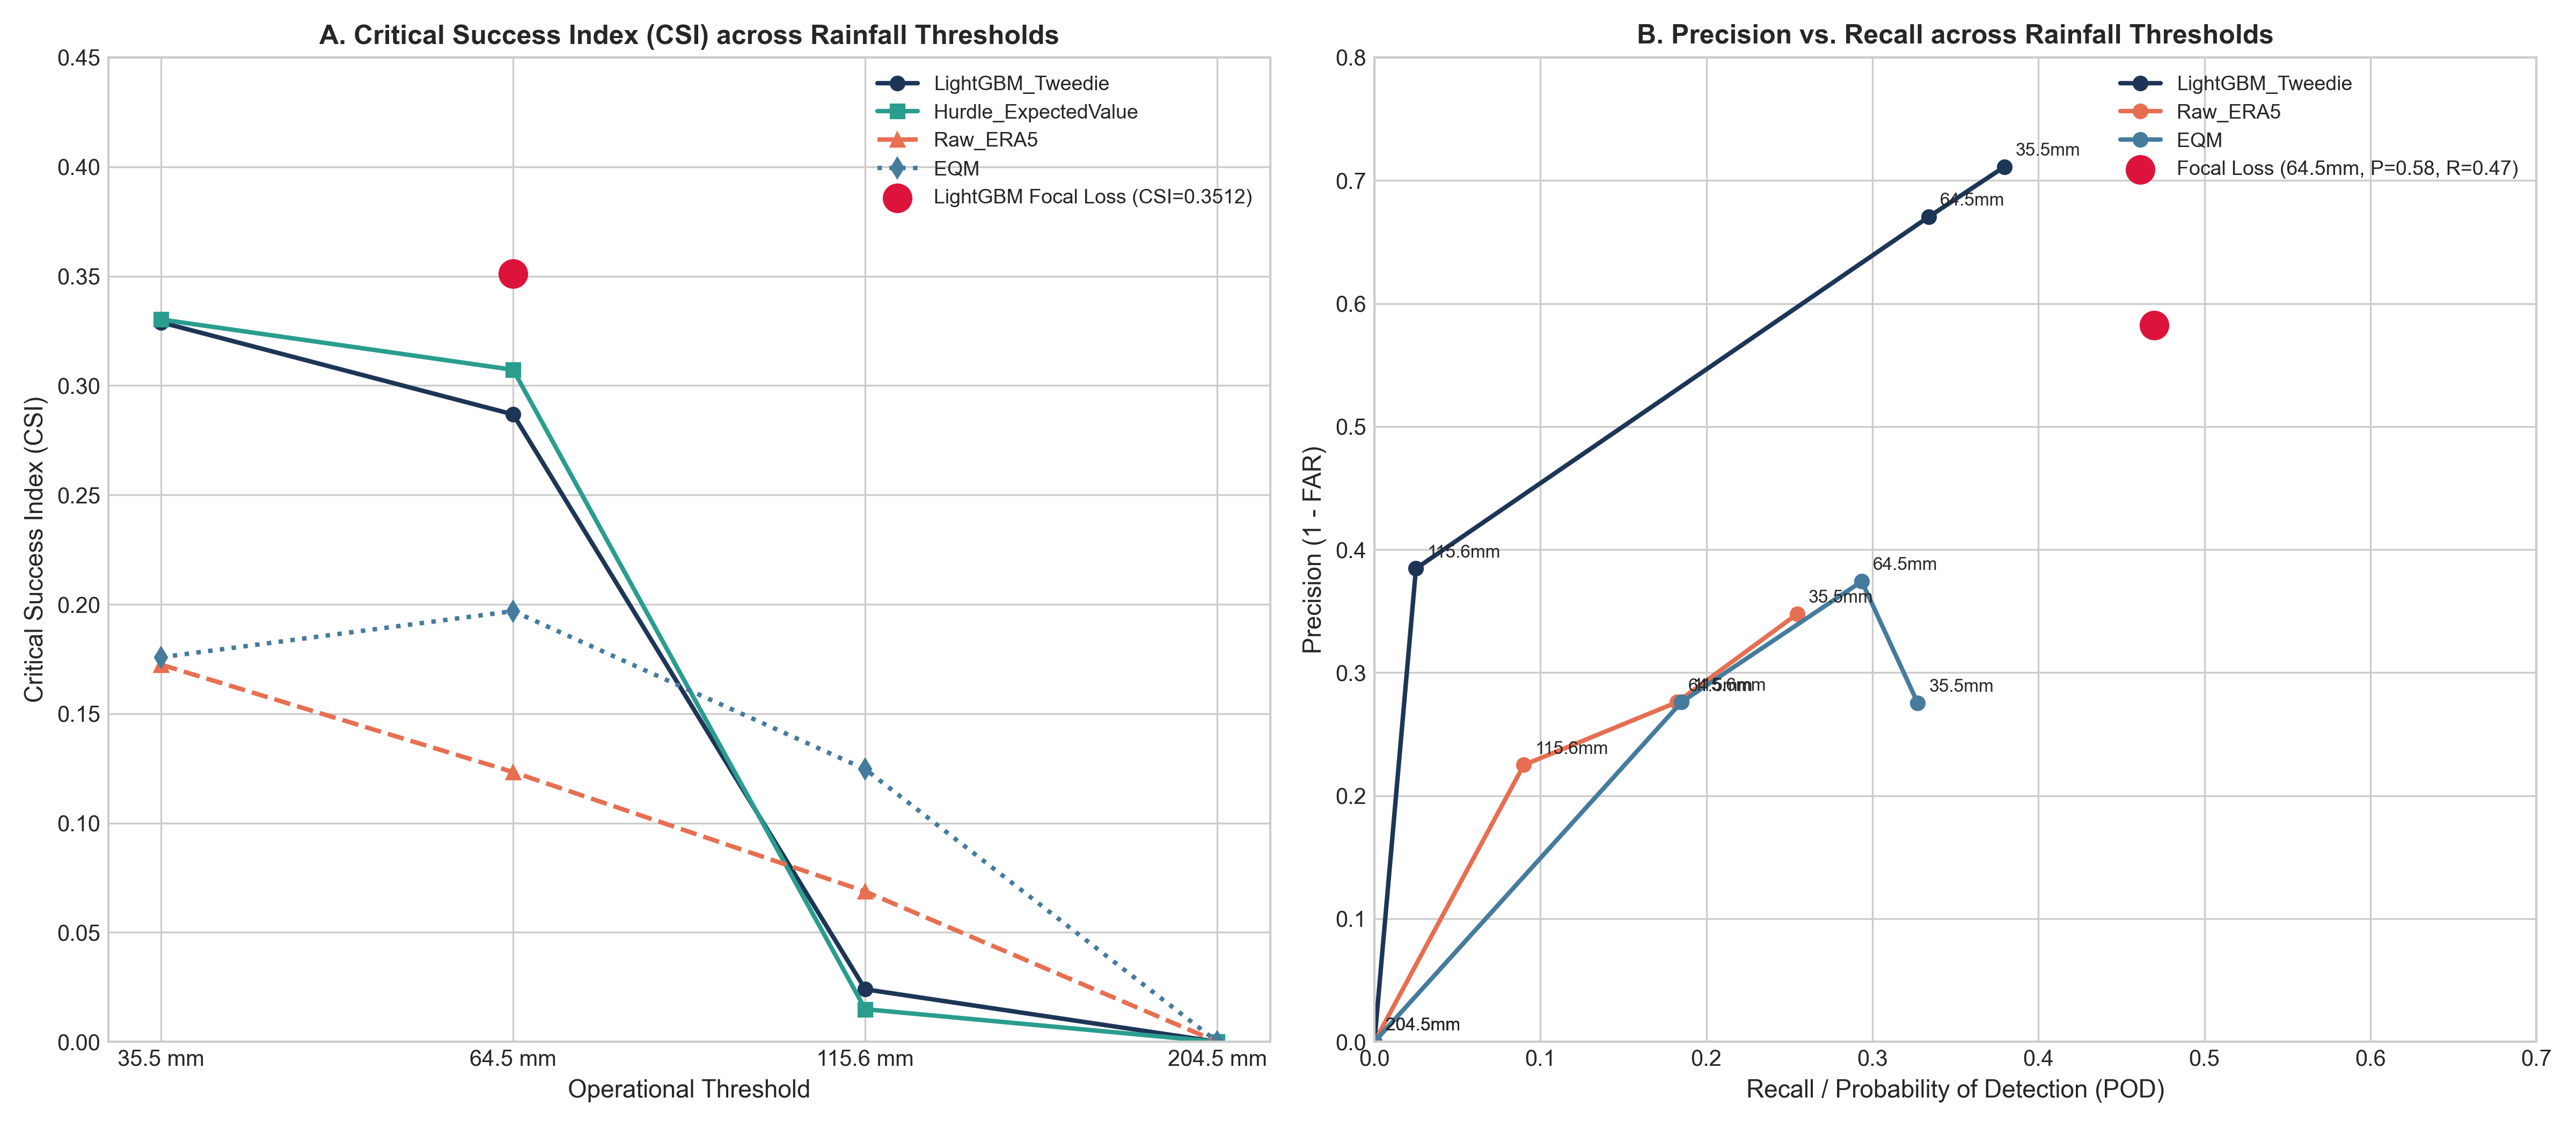 A. Critical Success Index (CSI) across Rainfall Thresholds
Critical Success Index (CSI)
0.45
0.40
0.35
0.30
0.25
0.20
0.15
0.10
0.05
0.00
LightGBM_Tweedie
Hurdle_ExpectedValue
Raw_ERA5
EQM
LightGBM Focal Loss (CSI=0.3512)
35.5 mm
64.5 mm
115.6 mm
204.5 mm
Operational Threshold
B. Precision vs. Recall across Rainfall Thresholds
Precision (1 - FAR)
0.8
0.7
0.6
0.5
0.4
0.3
0.2
0.1
0.0
LightGBM_Tweedie
Raw_ERA5
EQM
Focal Loss (64.5mm, P=0.58, R=0.47)
35.5mm
64.5mm
115.6mm
64.5mm
35.5mm
64.5mm
115.6mm
35.5mm
115.6mm
204.5mm
0.0
0.1
0.2
0.3
0.4
0.5
0.6
0.7
Recall / Probability of Detection (POD)